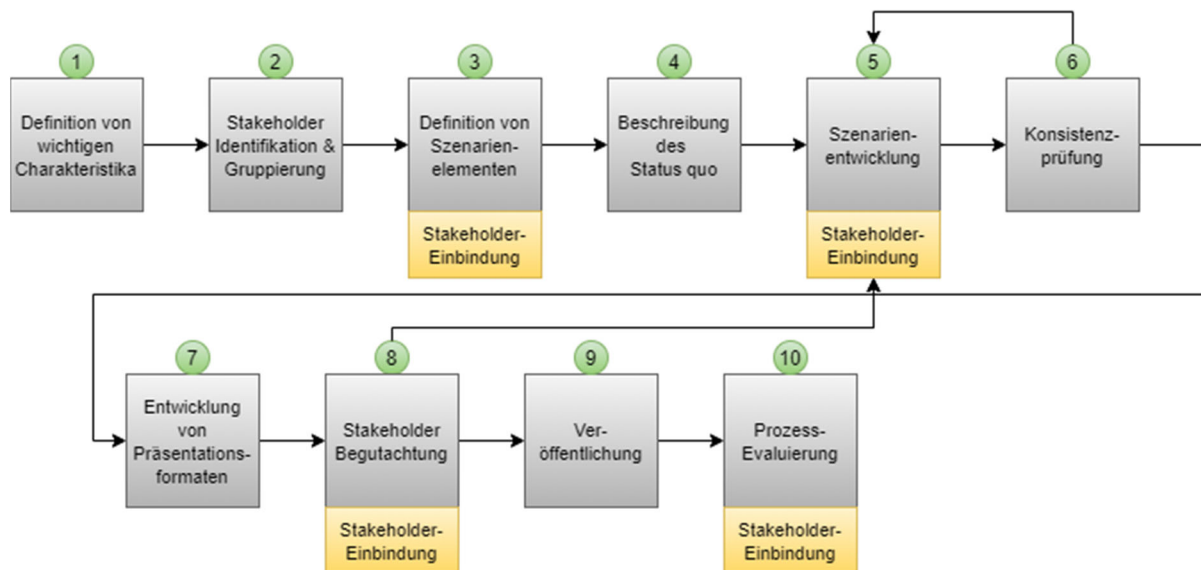 1
Definition von
wichtigen
Charakteristika
2
Stakeholder
Identifikation &
Gruppierung
3
Definition von
Szenarien-
elementen
Stakeholder-
Einbindung
4
Beschreibung
des
Status quo
5
Szenarien-
entwicklung
Stakeholder-
Einbindung
6
Konsistenz-
prüfung
7
Entwicklung
von
Präsentations-
formaten
8
Stakeholder
Begutachtung
Stakeholder-
Einbindung
9
Ver-
öffentlichung
10
Prozess-
Evaluierung
Stakeholder-
Einbindung